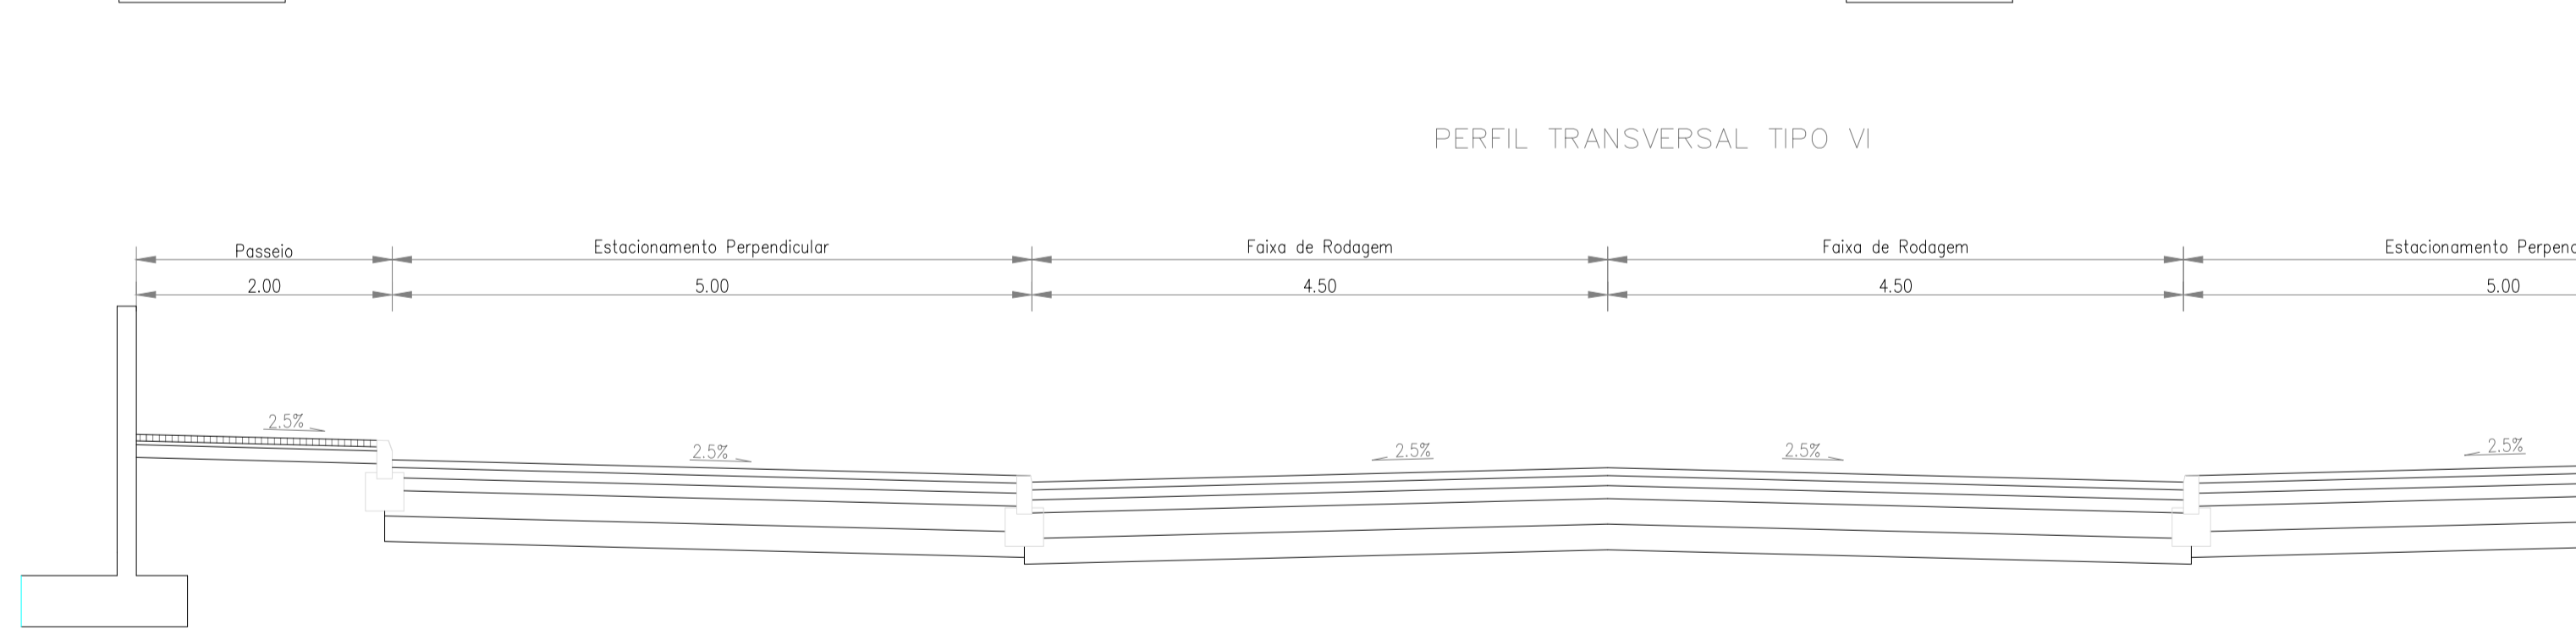 PERFIL TRANSVERSAL TIPO VI
Passeio Estacionamento Perpendicular Faixa de Rodagem Faixa de Rodagem Estacionamento
2.00 5.00 4.50 4.50 5.00
2.5% 2.5% 2.5% 2.5% 2.5%